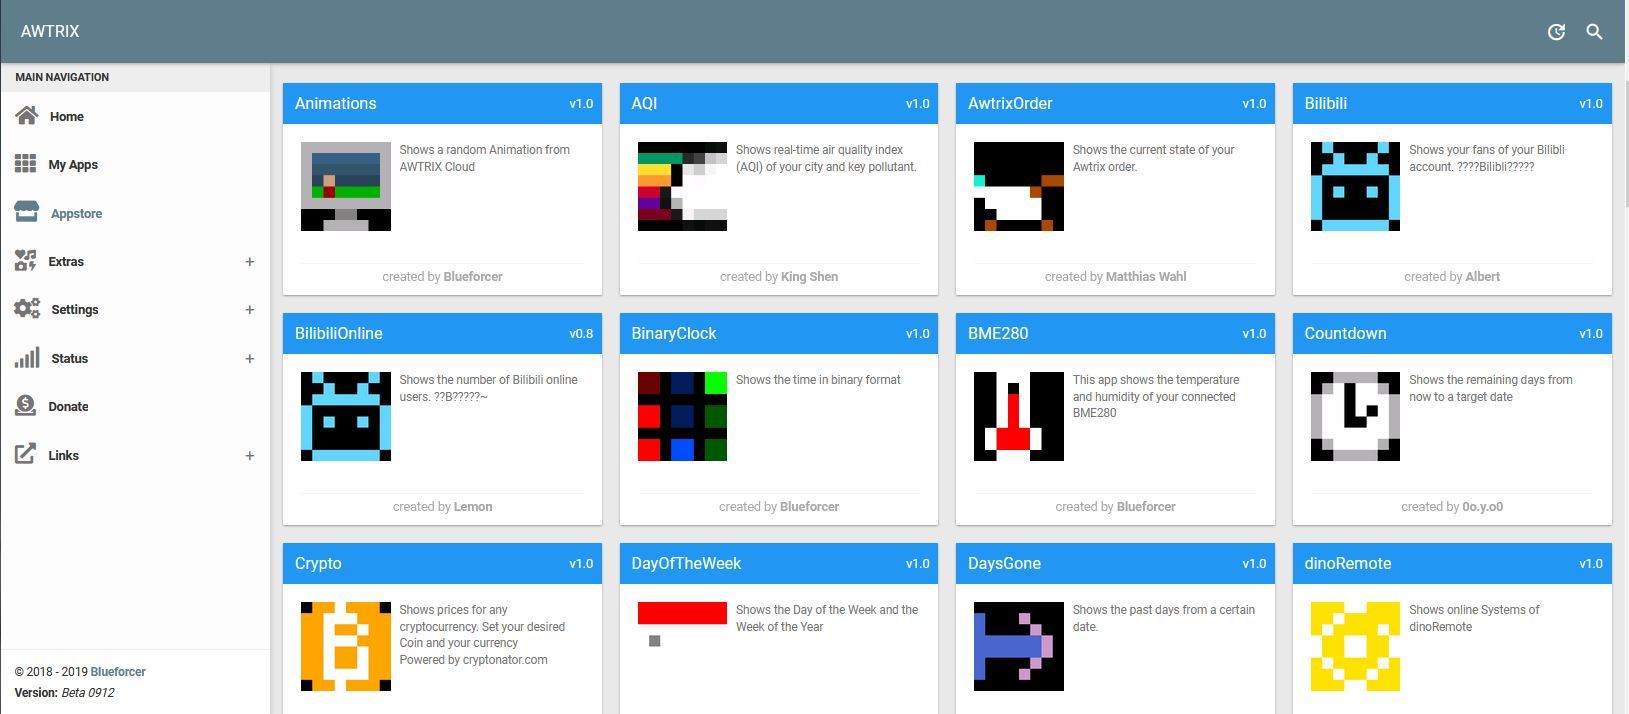 AWTRIX
MAIN NAVIGATION
Home
My Apps
Appstore
Extras +
Settings +
Status +
Donate
Links +
© 2018 - 2019 Blueforcer
Version: Beta 0912
Animations v1.0
Shows a random Animation from
AWTRIX Cloud
created by Blueforcer
AQI v1.0
Shows real-time air quality index
(AQI) of your city and key pollutant.
created by King Shen
AwtrixOrder v1.0
Shows the current state of your
Awtrix order.
created by Matthias Wahl
Bilibili v1.0
Shows your fans of your Bilibli
account. ????Bilibli?????
created by Albert
BilibiliOnline v0.8
Shows the number of Bilibili online
users. ??B?????~
created by Lemon
BinaryClock v1.0
Shows the time in binary format
created by Blueforcer
BME280 v1.0
This app shows the temperature
and humidity of your connected
BME280
created by Blueforcer
Countdown v1.0
Shows the remaining days from
now to a target date
created by 0o.y.o0
Crypto v1.0
Shows prices for any
cryptocurrency. Set your desired
Coin and your currency
Powered by cryptonator.com
DayOfTheWeek v1.0
Shows the Day of the Week and the
Week of the Year
DaysGone v1.0
Shows the past days from a certain
date.
dinoRemote v1.0
Shows online Systems of
dinoRemote